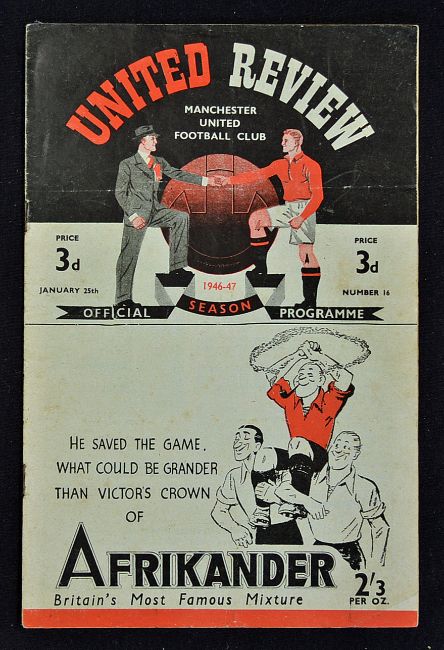 UNITED REVIEW
MANCHESTER
UNITED
FOOTBALL CLUB
PRICE
3d
JANUARY 25th
PRICE
3d
NUMBER 16
1946-47
OFFICIAL SEASON PROGRAMME
HE SAVED THE GAME,
WHAT COULD BE GRANDER
THAN VICTOR'S CROWN
OF
AFRIKANDER
Britain's Most Famous Mixture
2'3
PER OZ.